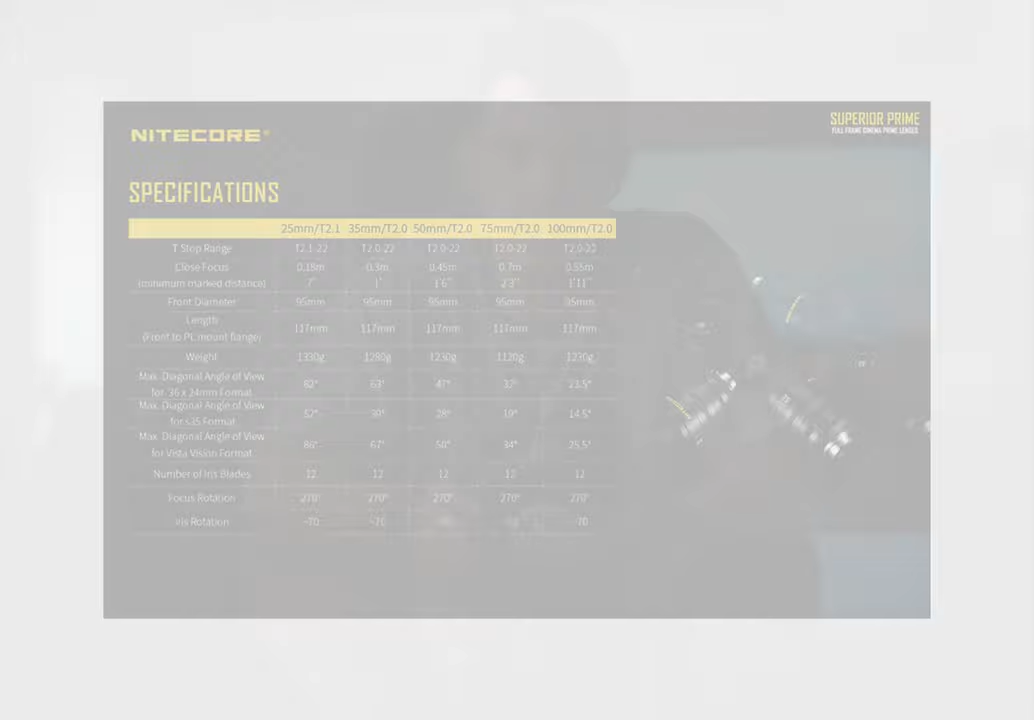 NITECORE®
SUPERIOR PRIME
FULL FRAME CINEMA PRIME LENSES
SPECIFICATIONS
25mm/T2.1 35mm/T2.0 50mm/T2.0 75mm/T2.0 100mm/T2.0
T Stop Range T2.1-22 T2.0-22 T2.0-22 T2.0-22 T2.0-22
Close Focus 0.18m 0.3m 0.45m 0.7m 0.55m
(minimum marked distance) 7" 1' 1'6" 2'3" 1'11"
Front Diameter 95mm 95mm 95mm 95mm 95mm
Length
(Front to PL mount flange) 117mm 117mm 117mm 117mm 117mm
Weight 1330g 1280g 1230g 1120g 1230g
Max. Diagonal Angle of View
for 36 x 24mm Format 82° 63° 47° 32° 23.5°
Max. Diagonal Angle of View
for s35 Format 52° 39° 28° 19° 14.5°
Max. Diagonal Angle of View
for Vista Vision Format 86° 67° 50° 34° 25.5°
Number of Iris Blades 12 12 12 12 12
Focus Rotation 270° 270° 270° 270° 270°
Iris Rotation ~70 ~70 70